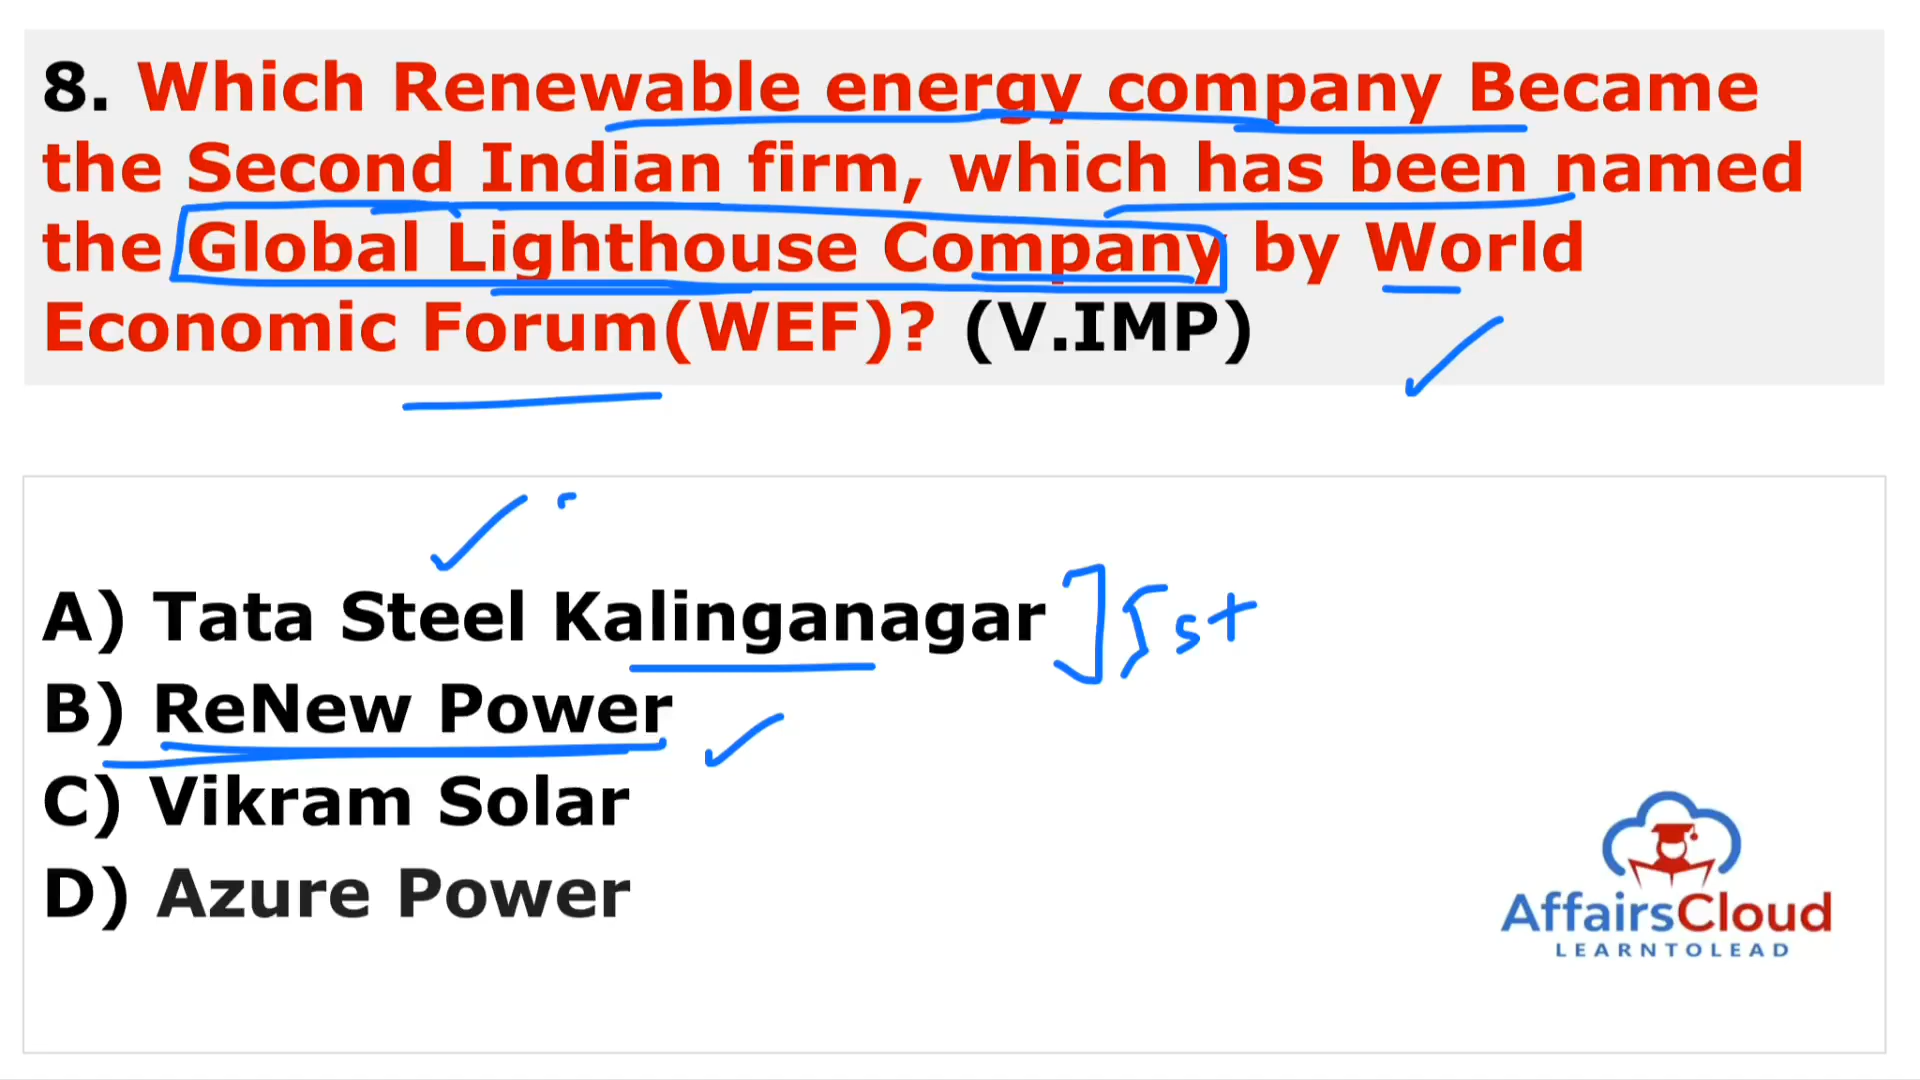 8. Which Renewable energy company Became
the Second Indian firm, which has been named
the Global Lighthouse Company by World
Economic Forum(WEF)? (V.IMP)
A) Tata Steel Kalinganagar ] Ist
B) ReNew Power
C) Vikram Solar
D) Azure Power
AffairsCloud
LEARNTOLEAD